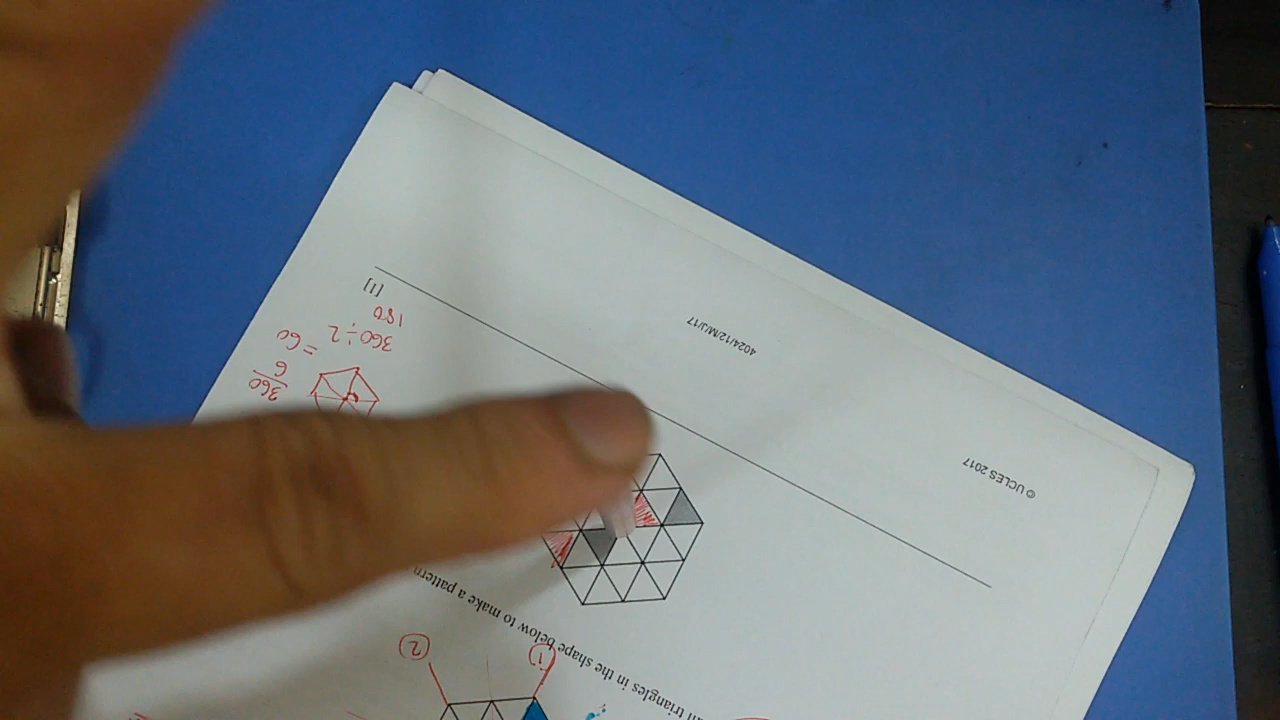 ② ①
all triangles in the shape below to make a pattern
360
6
= 60
360 ÷ 2
180
[1]
© UCLES 2017
4024/12/M/J/17